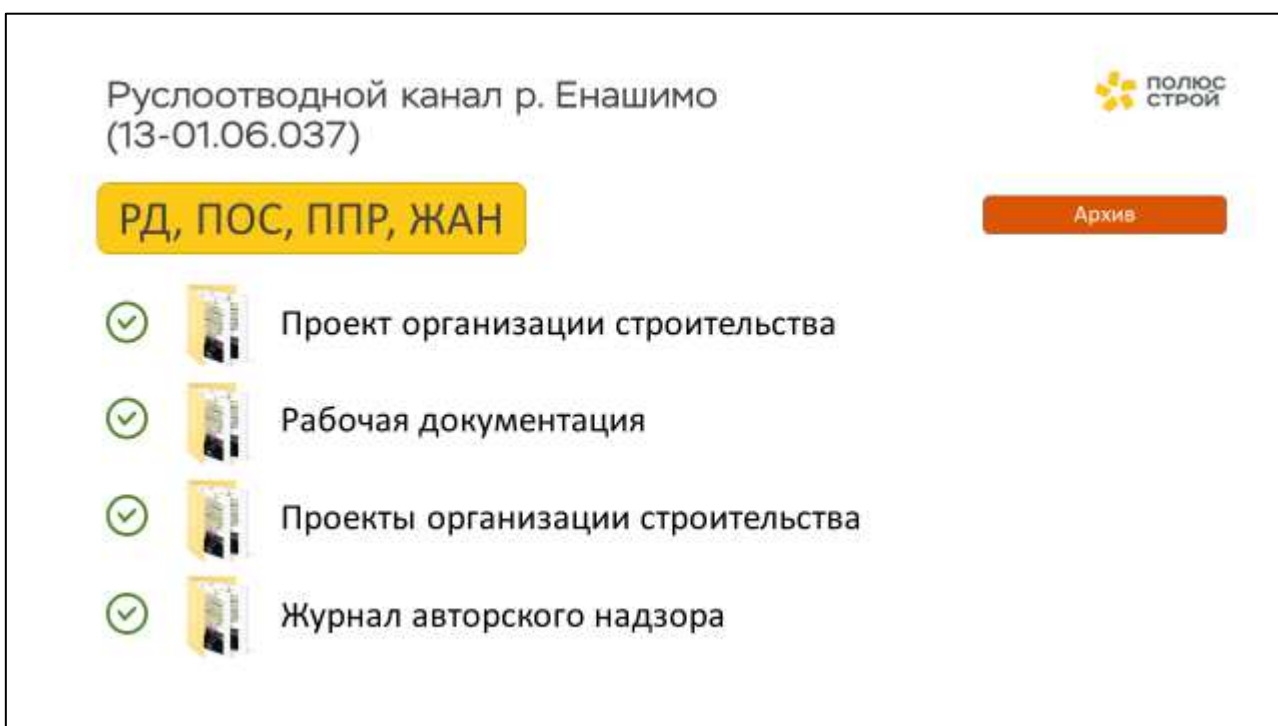 Руслоотводной канал р. Енашимо
(13-01.06.037)
ПОЛЮС
СТРОЙ
РД, ПОС, ППР, ЖАН
Архив
Проект организации строительства
Рабочая документация
Проекты организации строительства
Журнал авторского надзора